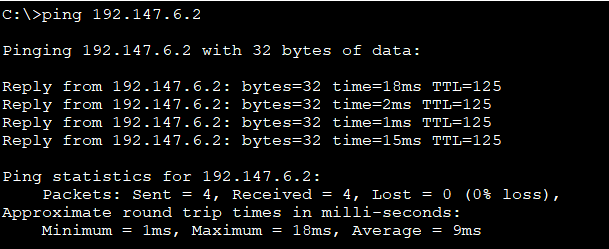 C:\>ping 192.147.6.2
Pinging 192.147.6.2 with 32 bytes of data:
Reply from 192.147.6.2: bytes=32 time=18ms TTL=125
Reply from 192.147.6.2: bytes=32 time=2ms TTL=125
Reply from 192.147.6.2: bytes=32 time=1ms TTL=125
Reply from 192.147.6.2: bytes=32 time=15ms TTL=125
Ping statistics for 192.147.6.2:
    Packets: Sent = 4, Received = 4, Lost = 0 (0% loss),
Approximate round trip times in milli-seconds:
    Minimum = 1ms, Maximum = 18ms, Average = 9ms